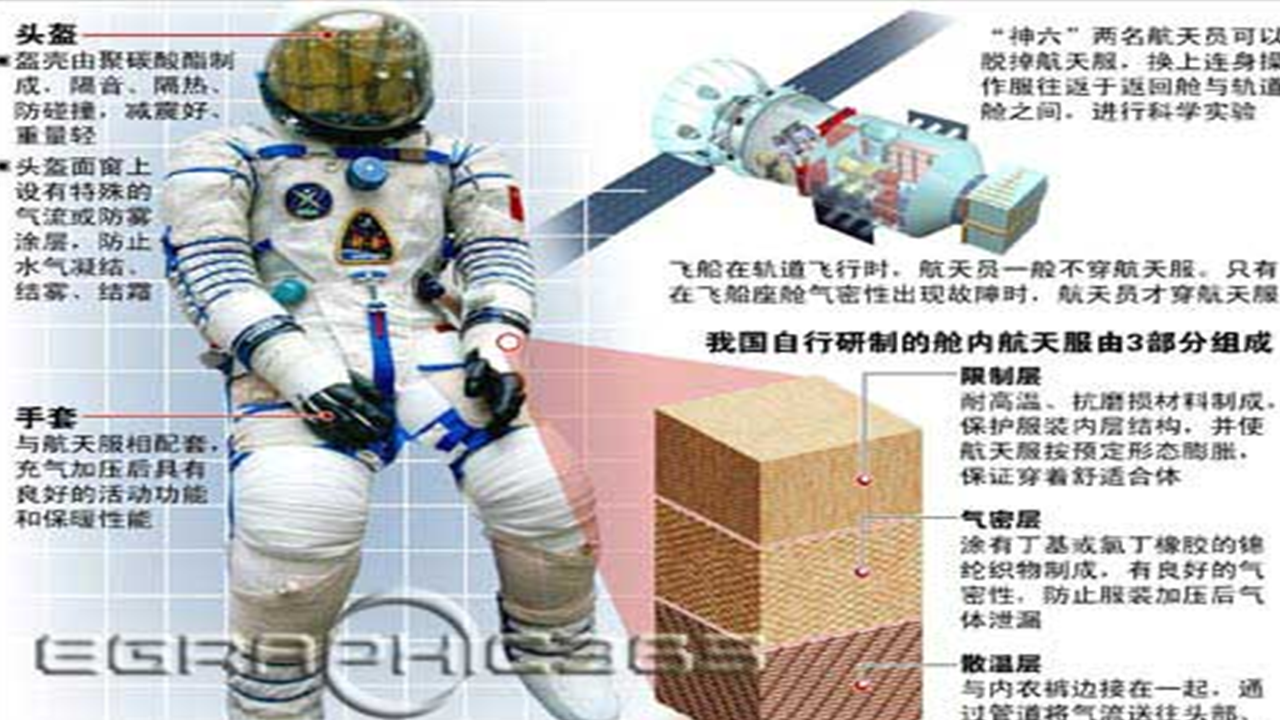 头盔
盔壳由聚碳酸酯制
成，隔音、隔热、
防碰撞，减震好、
重量轻
头盔面窗上
设有特殊的
气流或防雾
涂层，防止
水气凝结、
结雾、结霜
手套
与航天服相配套，
充气加压后具有
良好的活动功能
和保暖性能
“神六”两名航天员可以
脱掉航天服，换上连身操
作服往返于返回舱与轨道
舱之间，进行科学实验
飞船在轨道飞行时，航天员一般不穿航天服。只有
在飞船座舱气密性出现故障时，航天员才穿航天服
我国自行研制的舱内航天服由3部分组成
限制层
耐高温、抗磨损材料制成，
保护服装内层结构，并使
航天服按预定形态膨胀，
保证穿着舒适合体
气密层
涂有丁基或氯丁橡胶的锦
纶织物制成，有良好的气
密性，防止服装加压后气
体泄漏
散温层
与内衣裤边接在一起，通
过管道将气流送往头部、
EGRAPHIC365